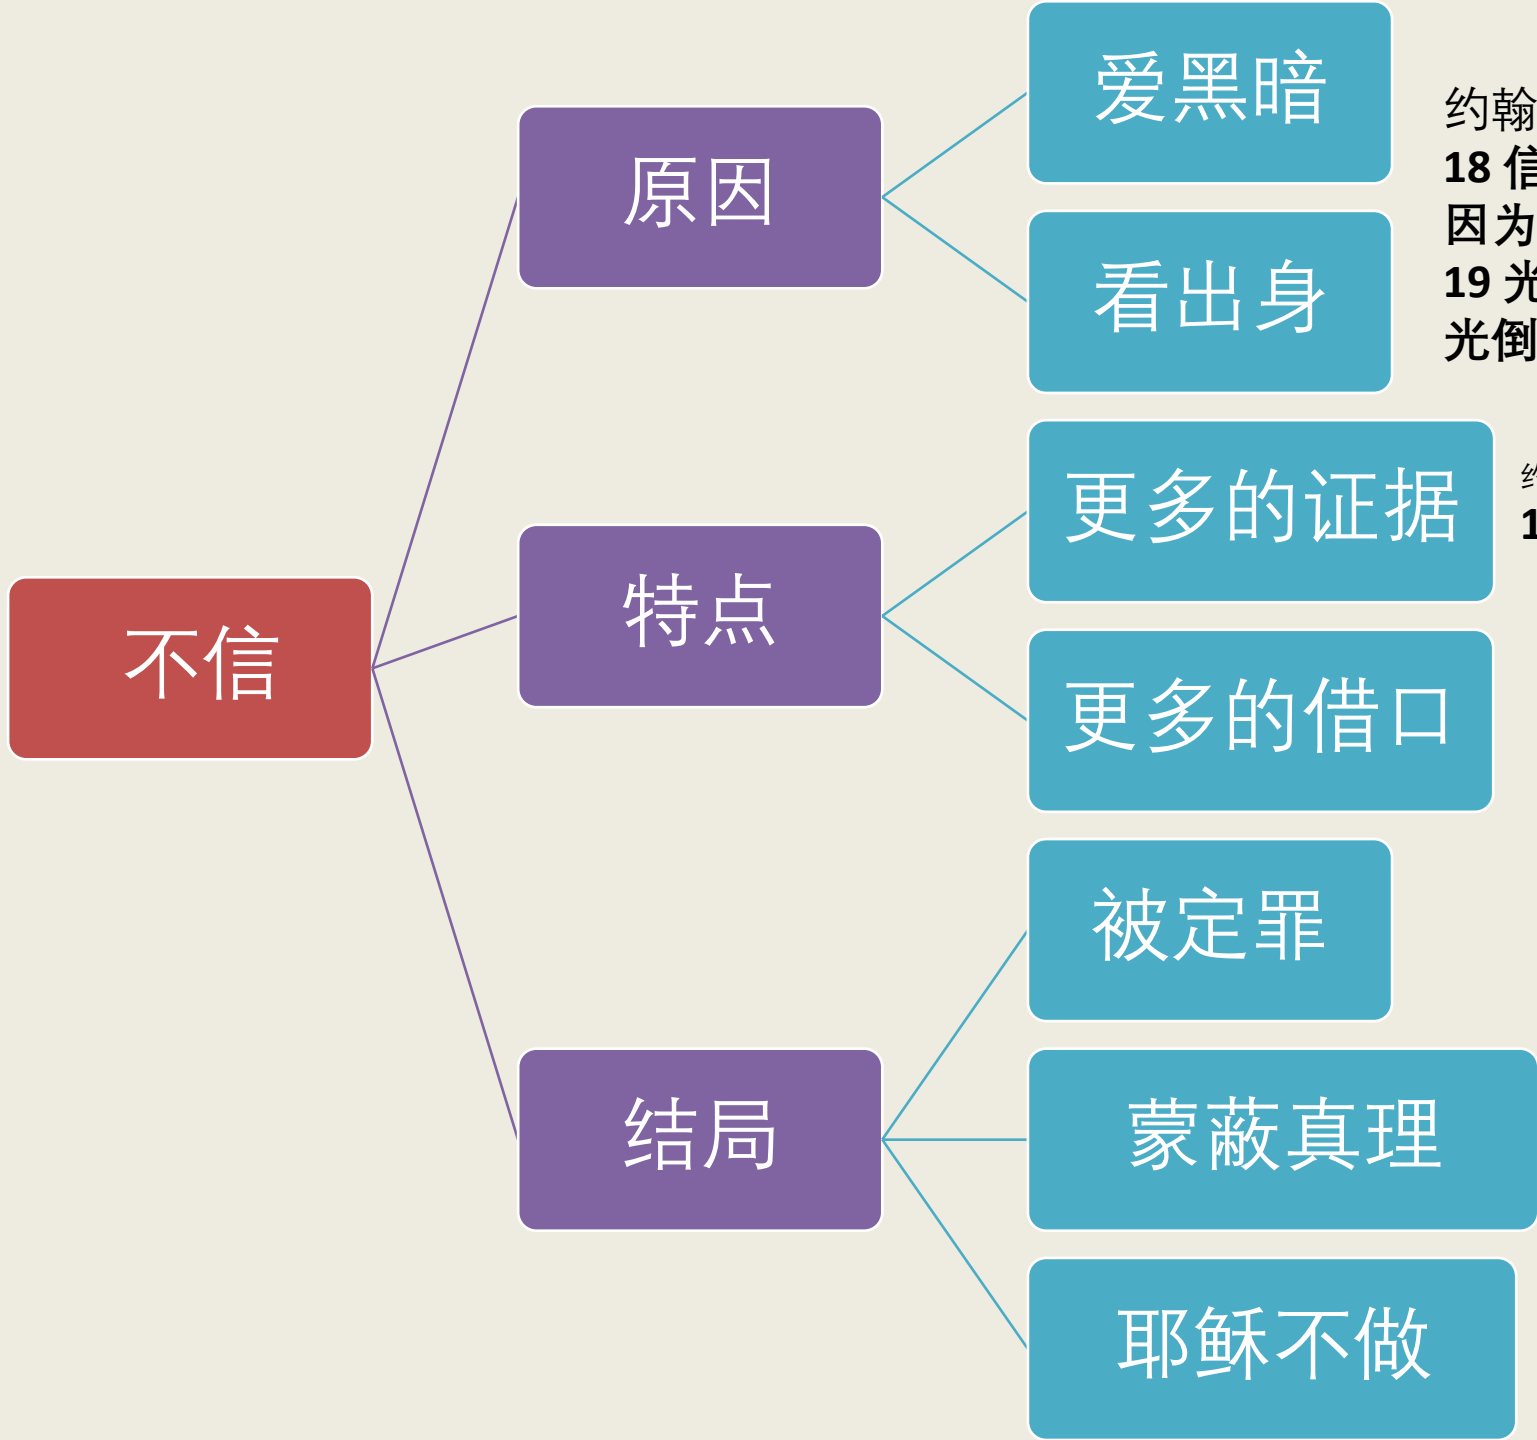 不信
原因
爱黑暗
看出身
特点
更多的证据
更多的借口
结局
被定罪
蒙蔽真理
耶稣不做
约翰
18 信
因为
19 光
光倒
1